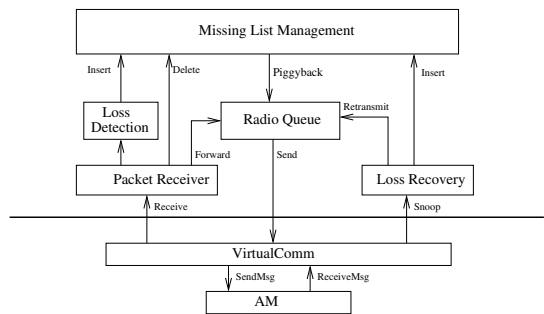 Missing List Management
Insert
Delete
Piggyback
Insert
Loss
Detection
Radio Queue
Retransmit
Forward
Send
Packet Receiver
Loss Recovery
Receive
Snoop
VirtualComm
SendMsg
ReceiveMsg
AM